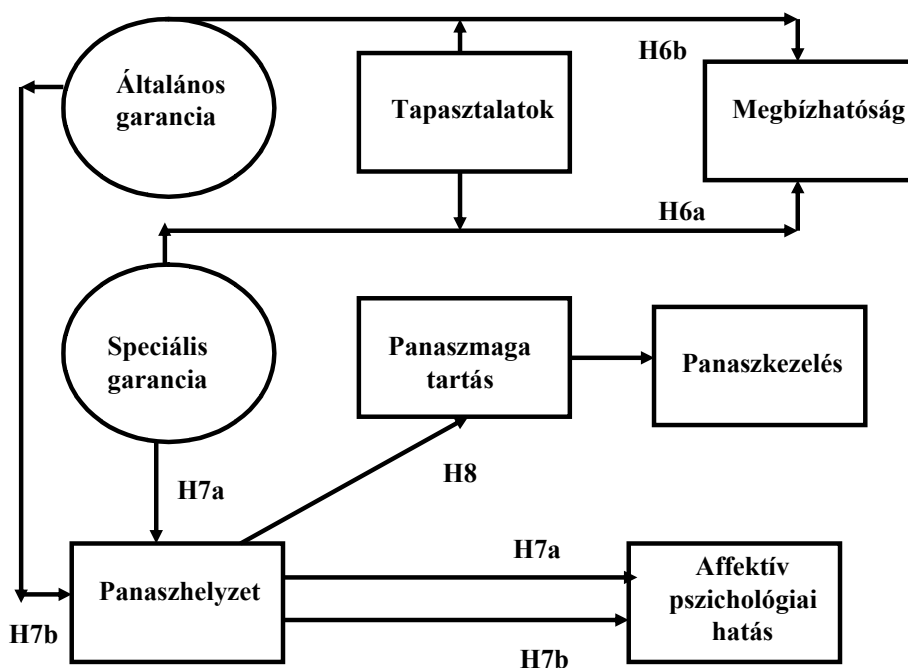 Általános
garancia
Tapasztalatok
H6b
Megbízhatóság
H6a
Speciális
garancia
Panaszmaga
tartás
Panaszkezelés
H7a
H8
Panaszhelyzet
H7a
Affektív
pszichológiai
hatás
H7b
H7b